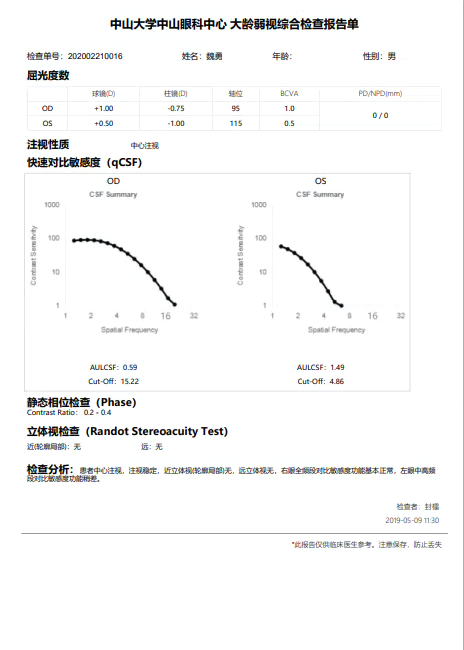 中山大学中山眼科中心 大龄弱视综合检查报告单
检查单号：202002210016 姓名：魏勇 年龄： 性别：男
屈光度数
球镜(D) 柱镜(D) 轴位 BCVA PD/NPD(mm)
OD +1.00 -0.75 95 1.0 0 / 0
OS +0.50 -1.00 115 0.5
注视性质 中心注视
快速对比敏感度（qCSF）
OD
CSF Summary
1000
100
10
1
Contrast Sensitivity
1 2 4 8 16 32
Spatial Frequency
AULCSF: 0.59
Cut-Off: 15.22
OS
CSF Summary
1000
100
10
1
Contrast Sensitivity
1 2 4 8 16 32
Spatial Frequency
AULCSF: 1.49
Cut-Off: 4.86
静态相位检查（Phase）
Contrast Ratio: 0.2 - 0.4
立体视检查（Randot Stereoacuity Test）
近(轮廓局部)：无 远：无
检查分析：患者中心注视，注视稳定，近立体视(轮廓局部)无，远立体视无，右眼全频段对比敏感度功能基本正常，左眼中高频
段对比敏感度功能稍差。
检查者：封檑
2019-05-09 11:30
*此报告仅供临床医生参考。注意保存、防止丢失